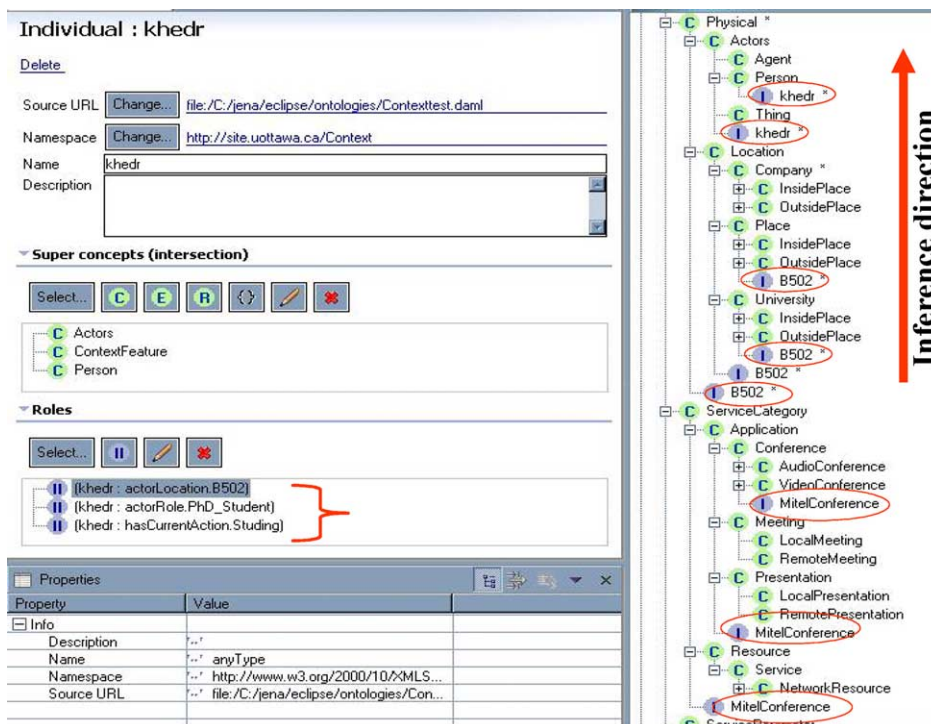 Individual : khedr
Delete
Source URL Change... file:/C:/jena/eclipse/ontologies/Contexttest.daml
Namespace Change... http://site.uottawa.ca/Context
Name khedr
Description
Super concepts (intersection)
Select... C E R {}
C Actors
C ContextFeature
C Person
Roles
Select... II
II (khedr : actorLocation.B502)
II (khedr : actorRole.PhD_Student)
II (khedr : hasCurrentAction.Studing)
Properties
Property Value
Info
Description '--'
Name '--' anyType
Namespace '--' http://www.w3.org/2000/10/XMLS...
Source URL '--' file:/C:/jena/eclipse/ontologies/Con...
C Physical *
C Actors
C Agent
C Person
I khedr *
C Thing
I khedr *
C Location
C Company *
C InsidePlace
C OutsidePlace
C Place
C InsidePlace
C OutsidePlace
I B502 *
C University
C InsidePlace
C OutsidePlace
I B502 *
I B502 *
I B502 *
C ServiceCategory
C Application
C Conference
C AudioConference
C VideoConference
I MitelConference
C Meeting
C LocalMeeting
C RemoteMeeting
C Presentation
C LocalPresentation
C RemotePresentation
I MitelConference
C Resource
C Service
C NetworkResource
I MitelConference
Inference direction